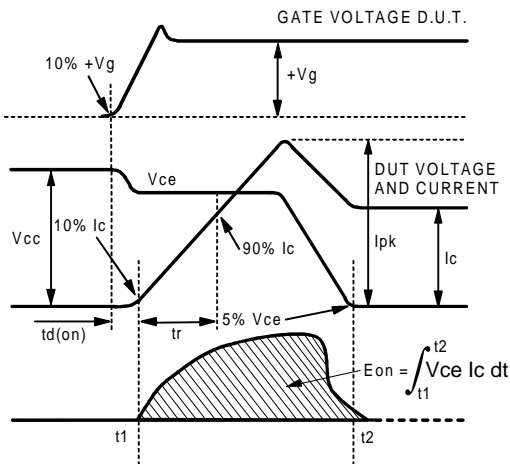 GATE VOLTAGE D.U.T.
10% +Vg
+Vg
Vce
DUT VOLTAGE
AND CURRENT
Vcc
10% Ic
90% Ic
Ipk
Ic
td(on)
tr
5% Vce
Eon = ∫ Vce Ic dt
t2
t1
t1
t2